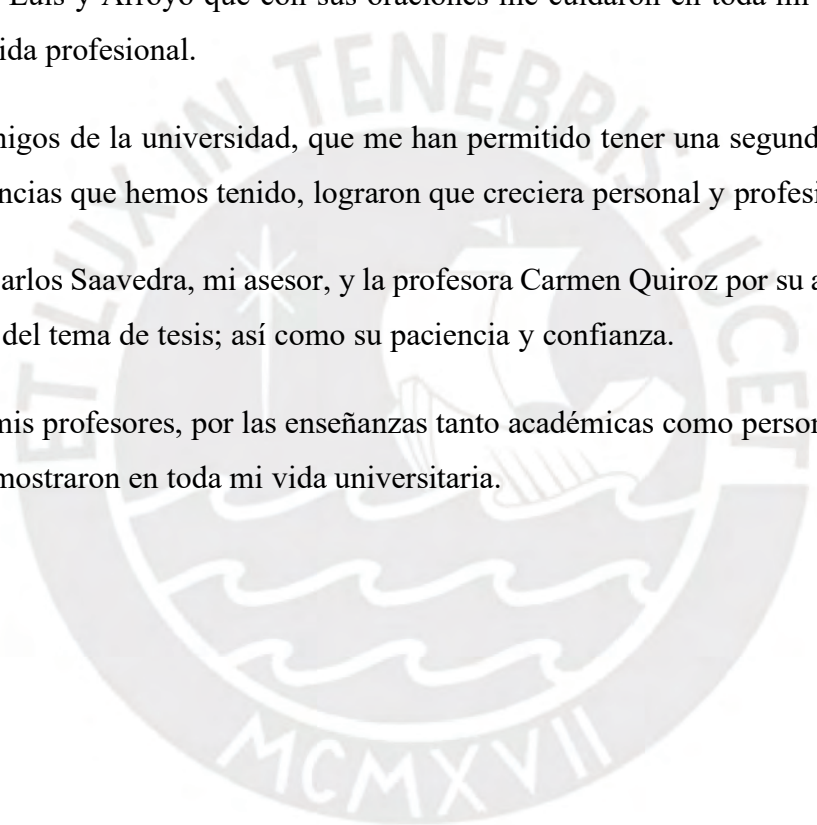 Luis y Arroyo que con sus oraciones me cuidaron en toda mi
ida profesional.
migos de la universidad, que me han permitido tener una segund
ncias que hemos tenido, lograron que creciera personal y profesi
arlos Saavedra, mi asesor, y la profesora Carmen Quiroz por su a
del tema de tesis; así como su paciencia y confianza.
mis profesores, por las enseñanzas tanto académicas como person
mostraron en toda mi vida universitaria.
ET LUX IN TENEBRIS LUCET
MCMXVII